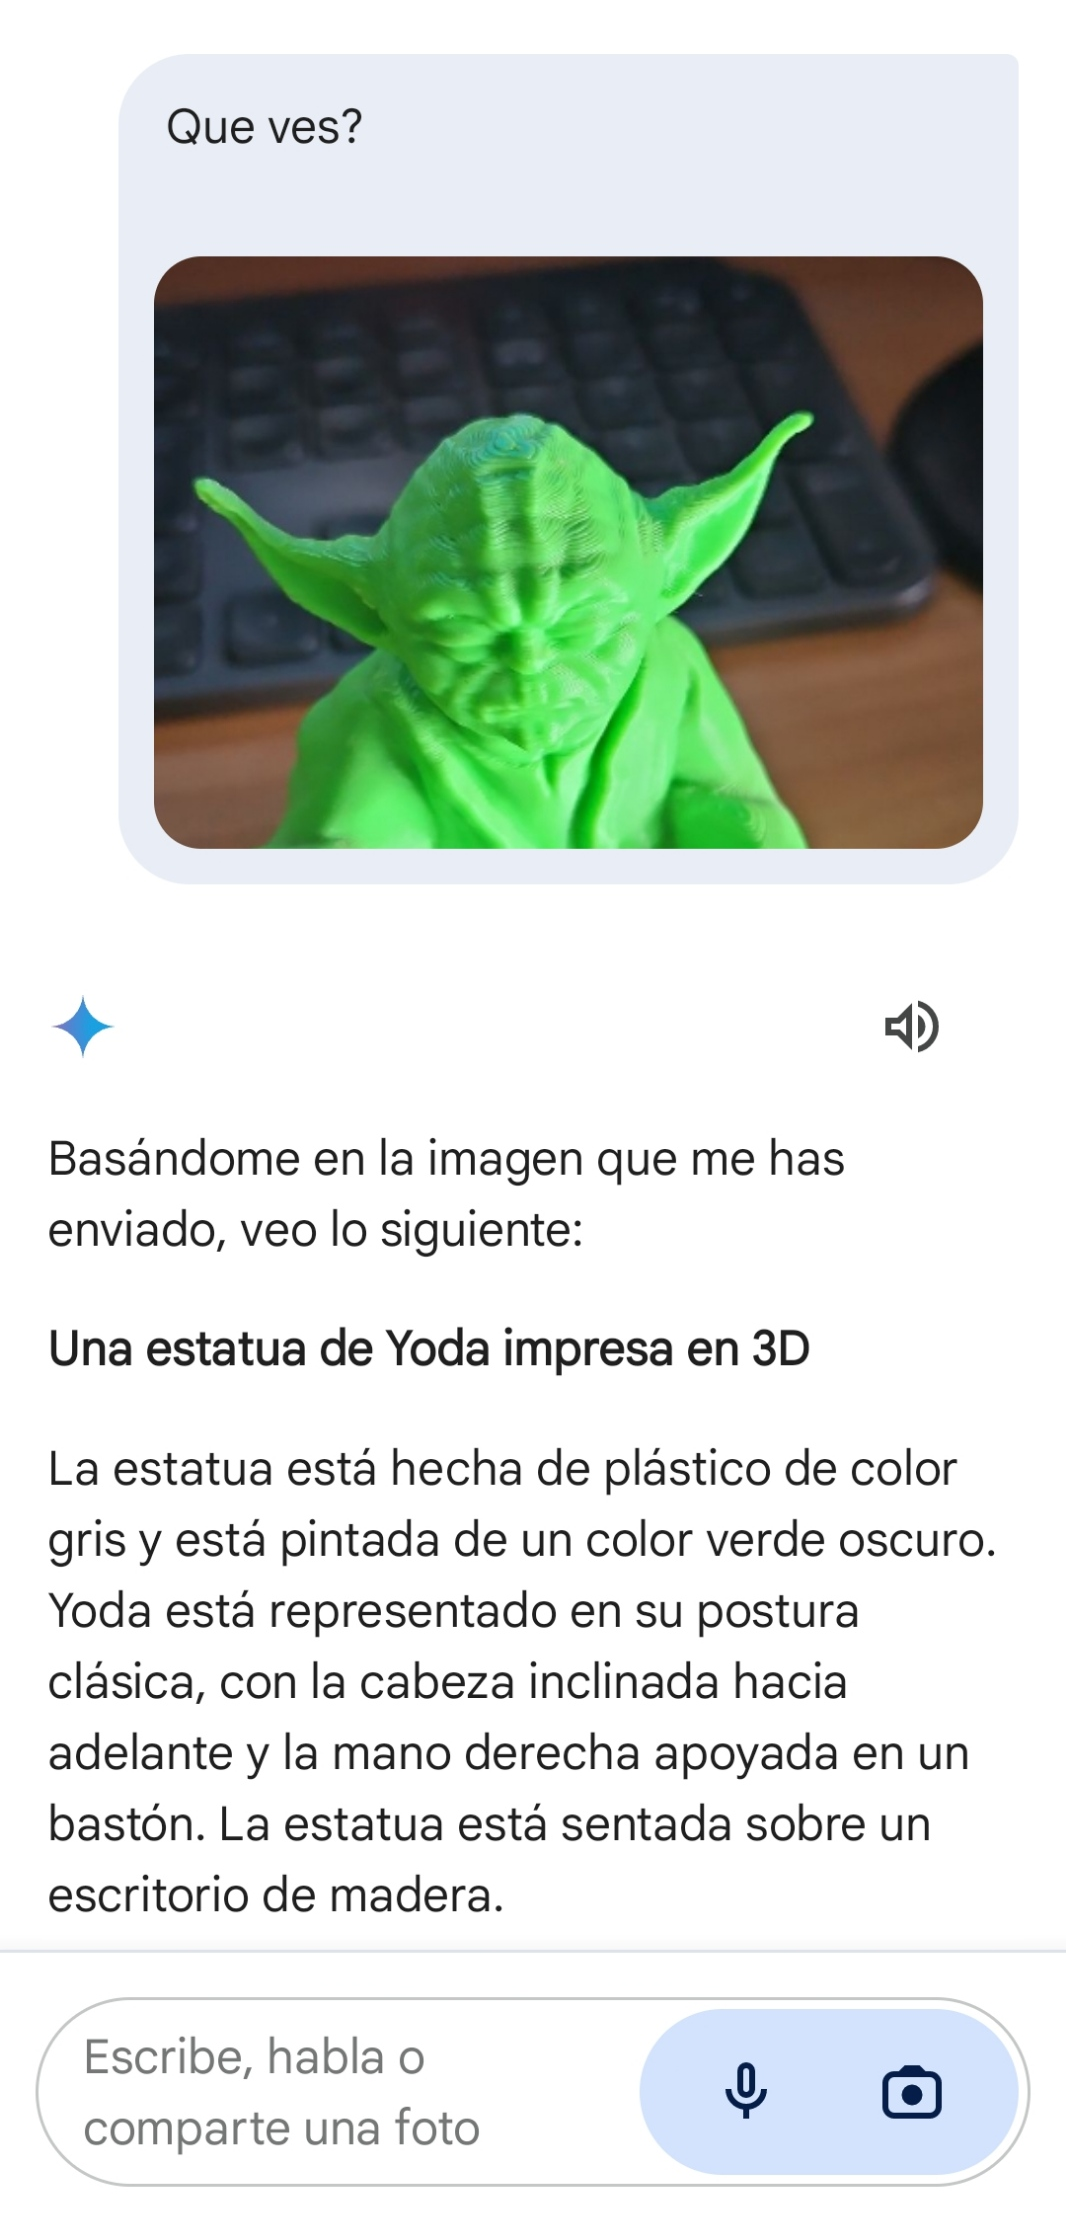 Que ves?
Basándome en la imagen que me has
enviado, veo lo siguiente:
Una estatua de Yoda impresa en 3D
La estatua está hecha de plástico de color
gris y está pintada de un color verde oscuro.
Yoda está representado en su postura
clásica, con la cabeza inclinada hacia
adelante y la mano derecha apoyada en un
bastón. La estatua está sentada sobre un
escritorio de madera.
Escribe, habla o
comparte una foto